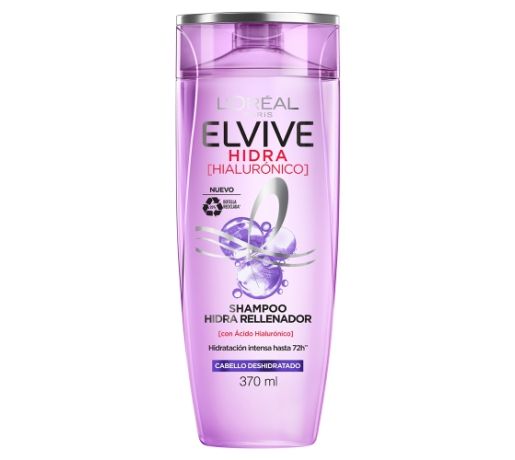 L'ORÉAL
PARIS
ELVIVE
HIDRA
[HIALURÓNICO]
NUEVO
BOTELLA
RECICLADA*
SHAMPOO
HIDRA RELLENADOR
[con Ácido Hialurónico]
Hidratación intensa hasta 72h**
CABELLO DESHIDRATADO
370 ml